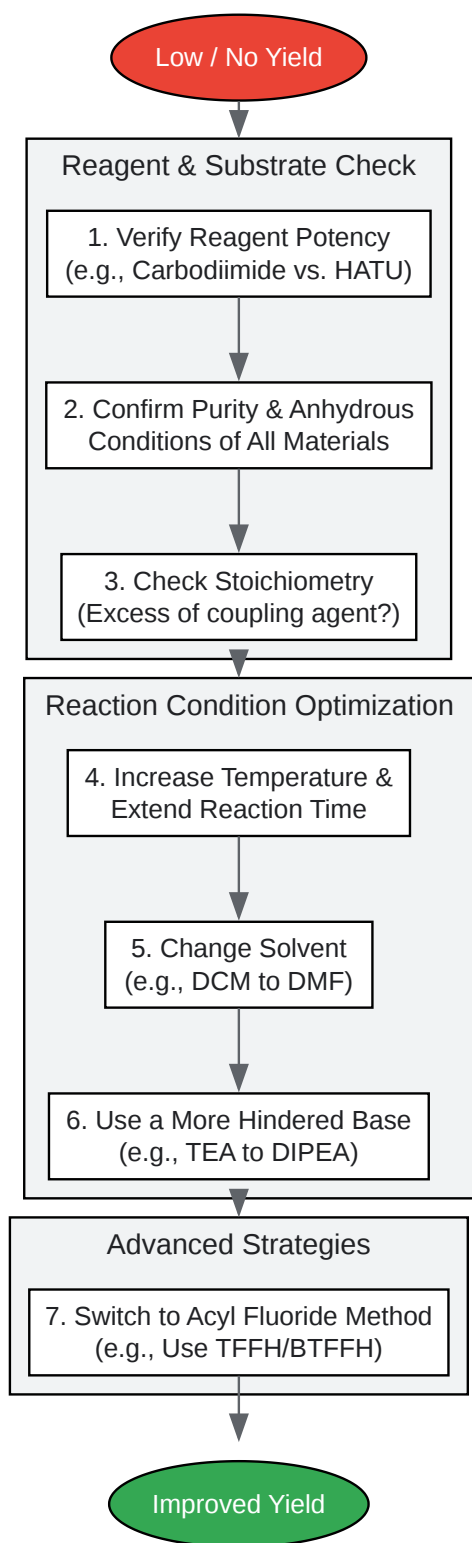 Low / No Yield
Reagent & Substrate Check
1. Verify Reagent Potency
(e.g., Carbodiimide vs. HATU)
2. Confirm Purity & Anhydrous
Conditions of All Materials
3. Check Stoichiometry
(Excess of coupling agent?)
Reaction Condition Optimization
4. Increase Temperature &
Extend Reaction Time
5. Change Solvent
(e.g., DCM to DMF)
6. Use a More Hindered Base
(e.g., TEA to DIPEA)
Advanced Strategies
7. Switch to Acyl Fluoride Method
(e.g., Use TFFH/BTFFH)
Improved Yield